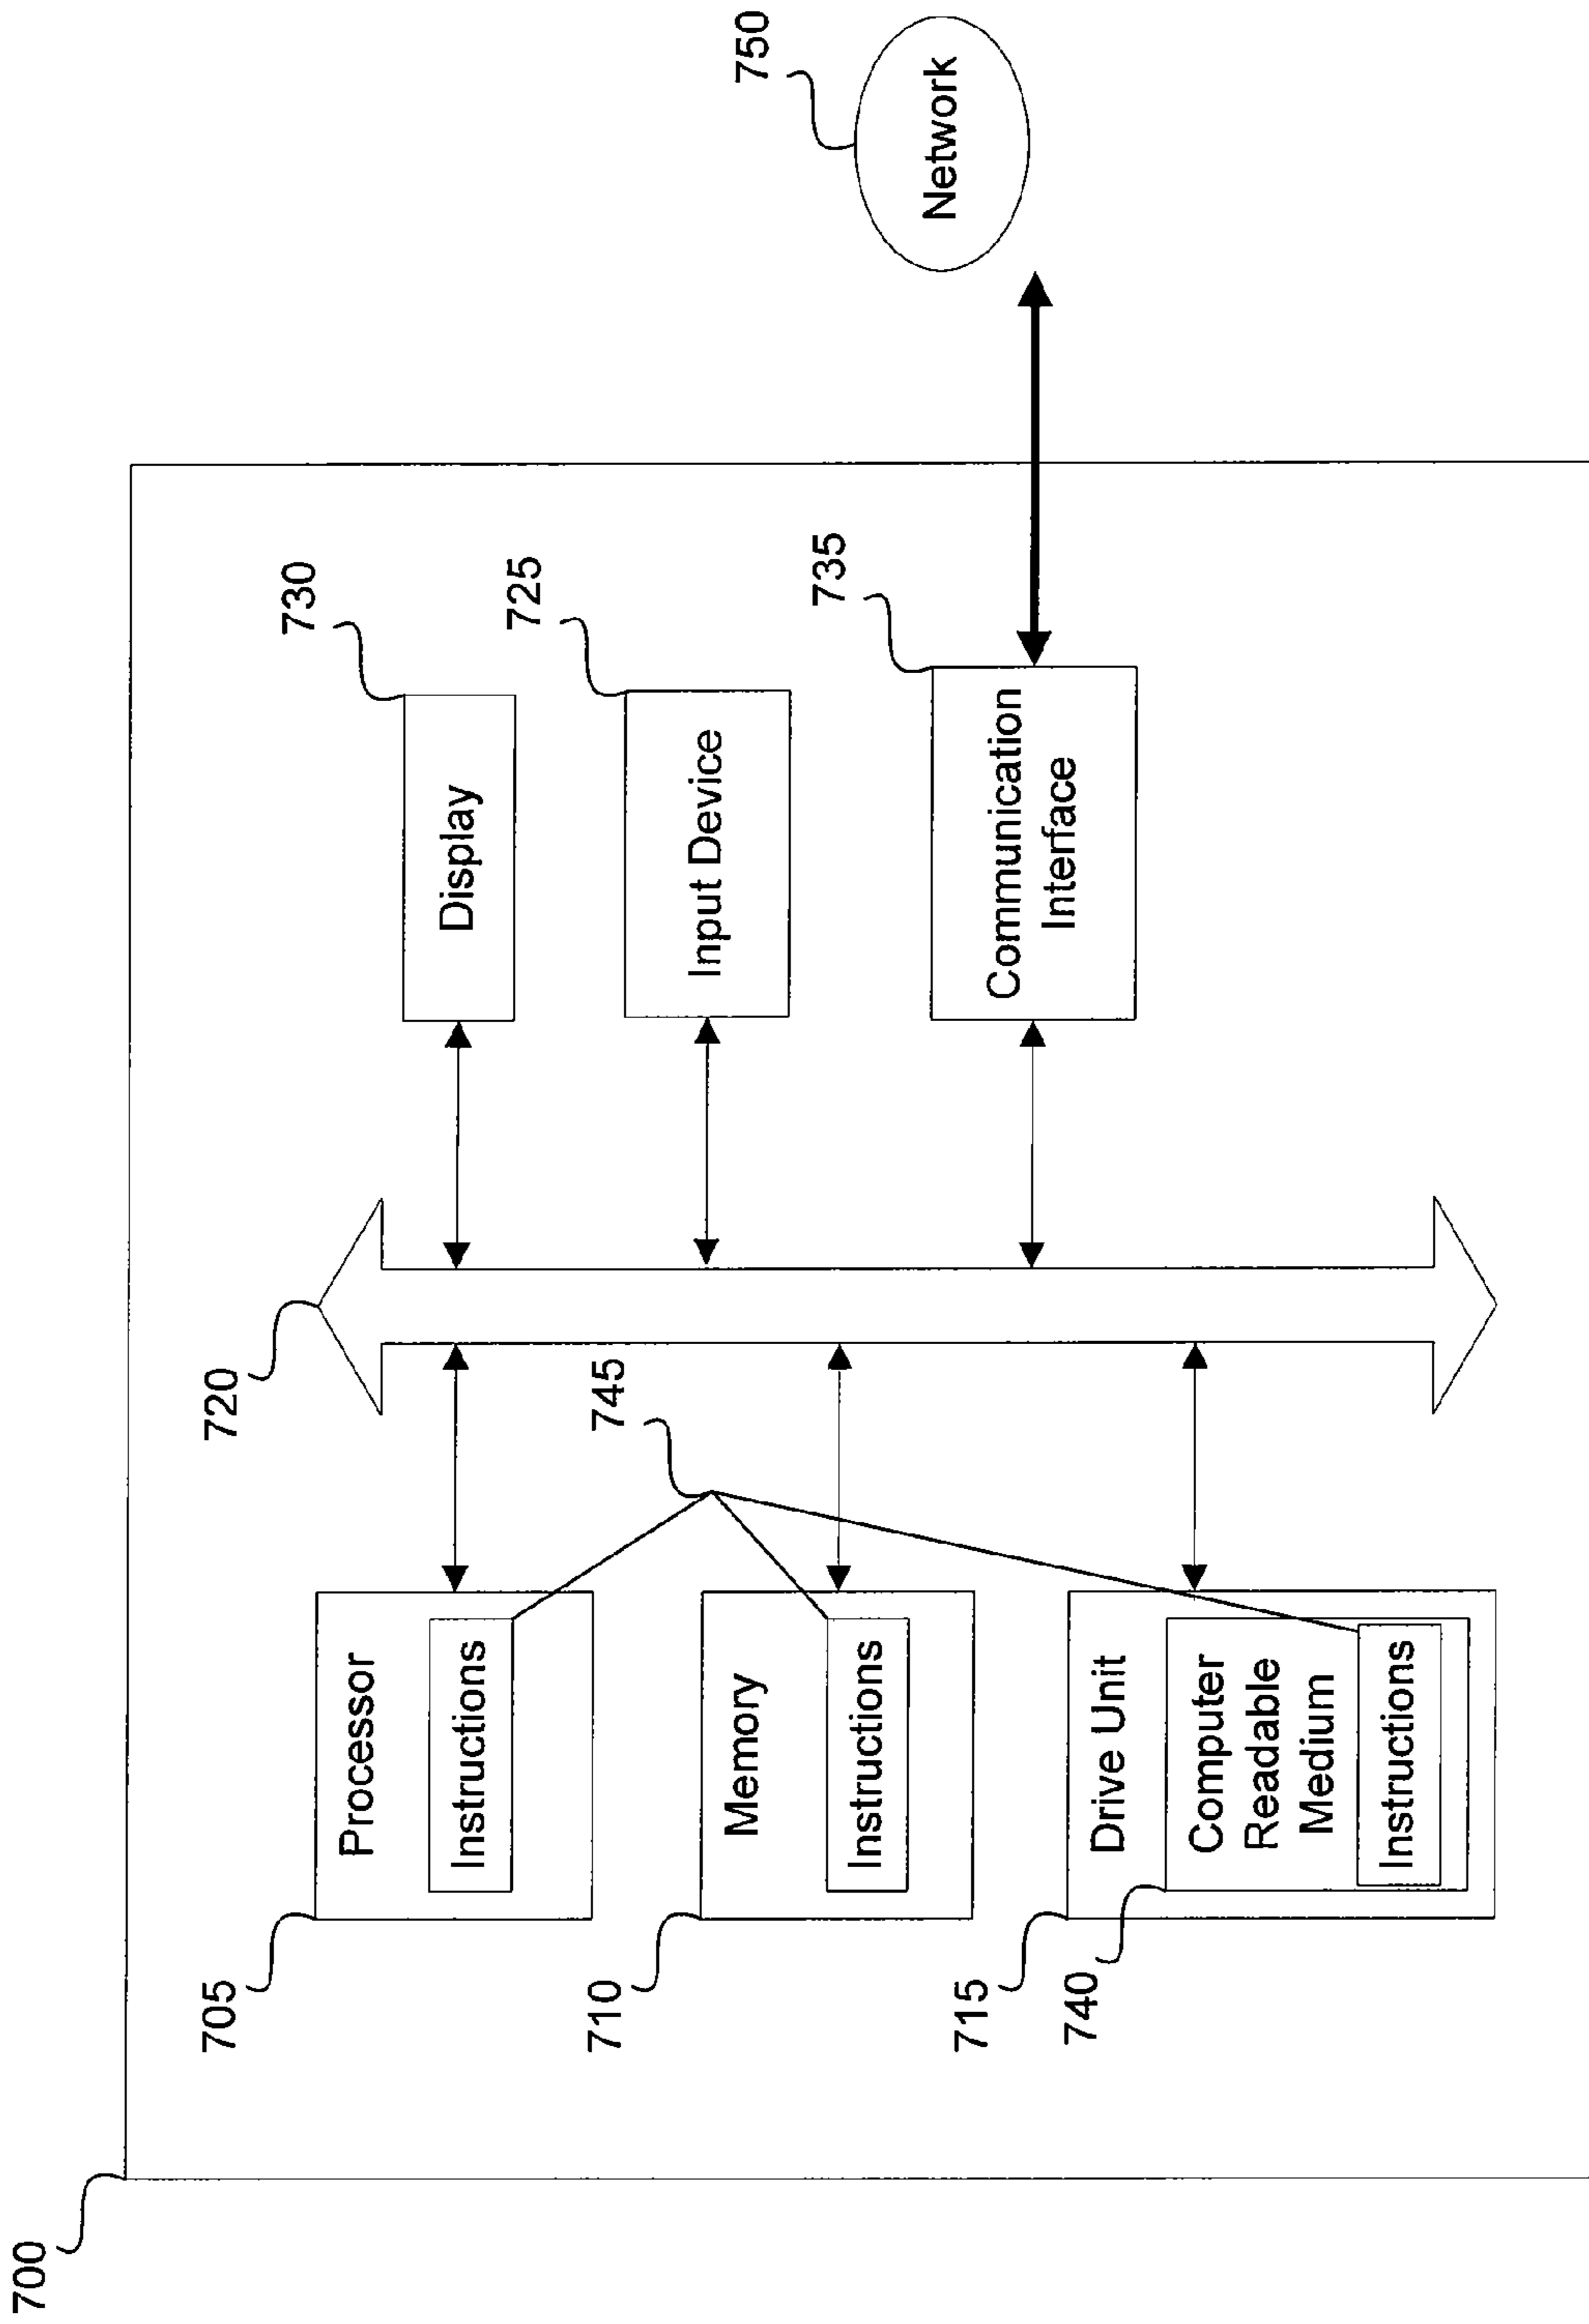 700
705
Processor
Instructions
720
730
Display
745
710
Memory
Instructions
725
Input Device
715
Drive Unit
740
Computer
Readable
Medium
Instructions
735
Communication
Interface
750
Network